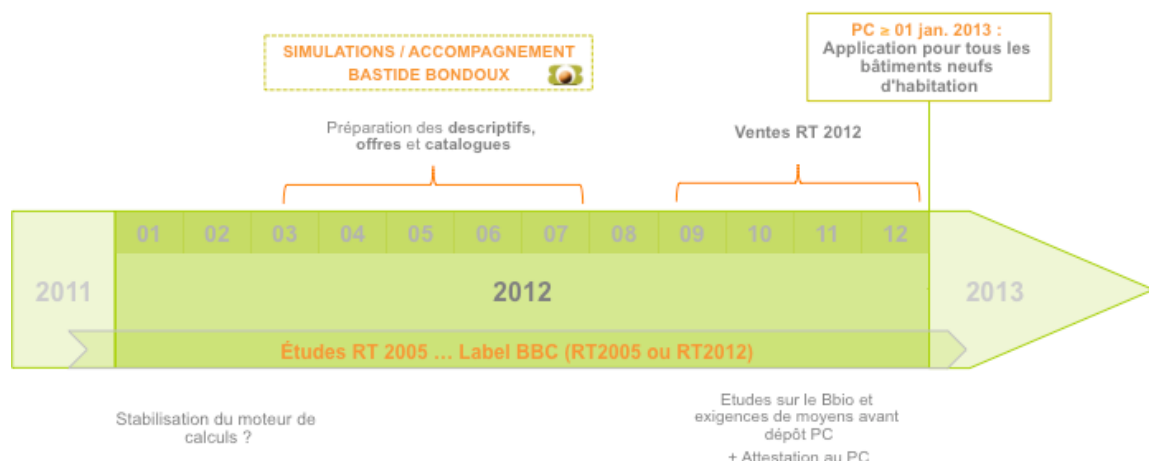 SIMULATIONS / ACCOMPAGNEMENT
BASTIDE BONDOUX
PC ≥ 01 jan. 2013 :
Application pour tous les
bâtiments neufs
d'habitation
Préparation des descriptifs,
offres et catalogues
Ventes RT 2012
01 02 03 04 05 06 07 08 09 10 11 12
2011 2012 2013
Études RT 2005 ... Label BBC (RT2005 ou RT2012)
Stabilisation du moteur de
calculs ?
Etudes sur le Bbio et
exigences de moyens avant
dépôt PC
+ Attestation au PC